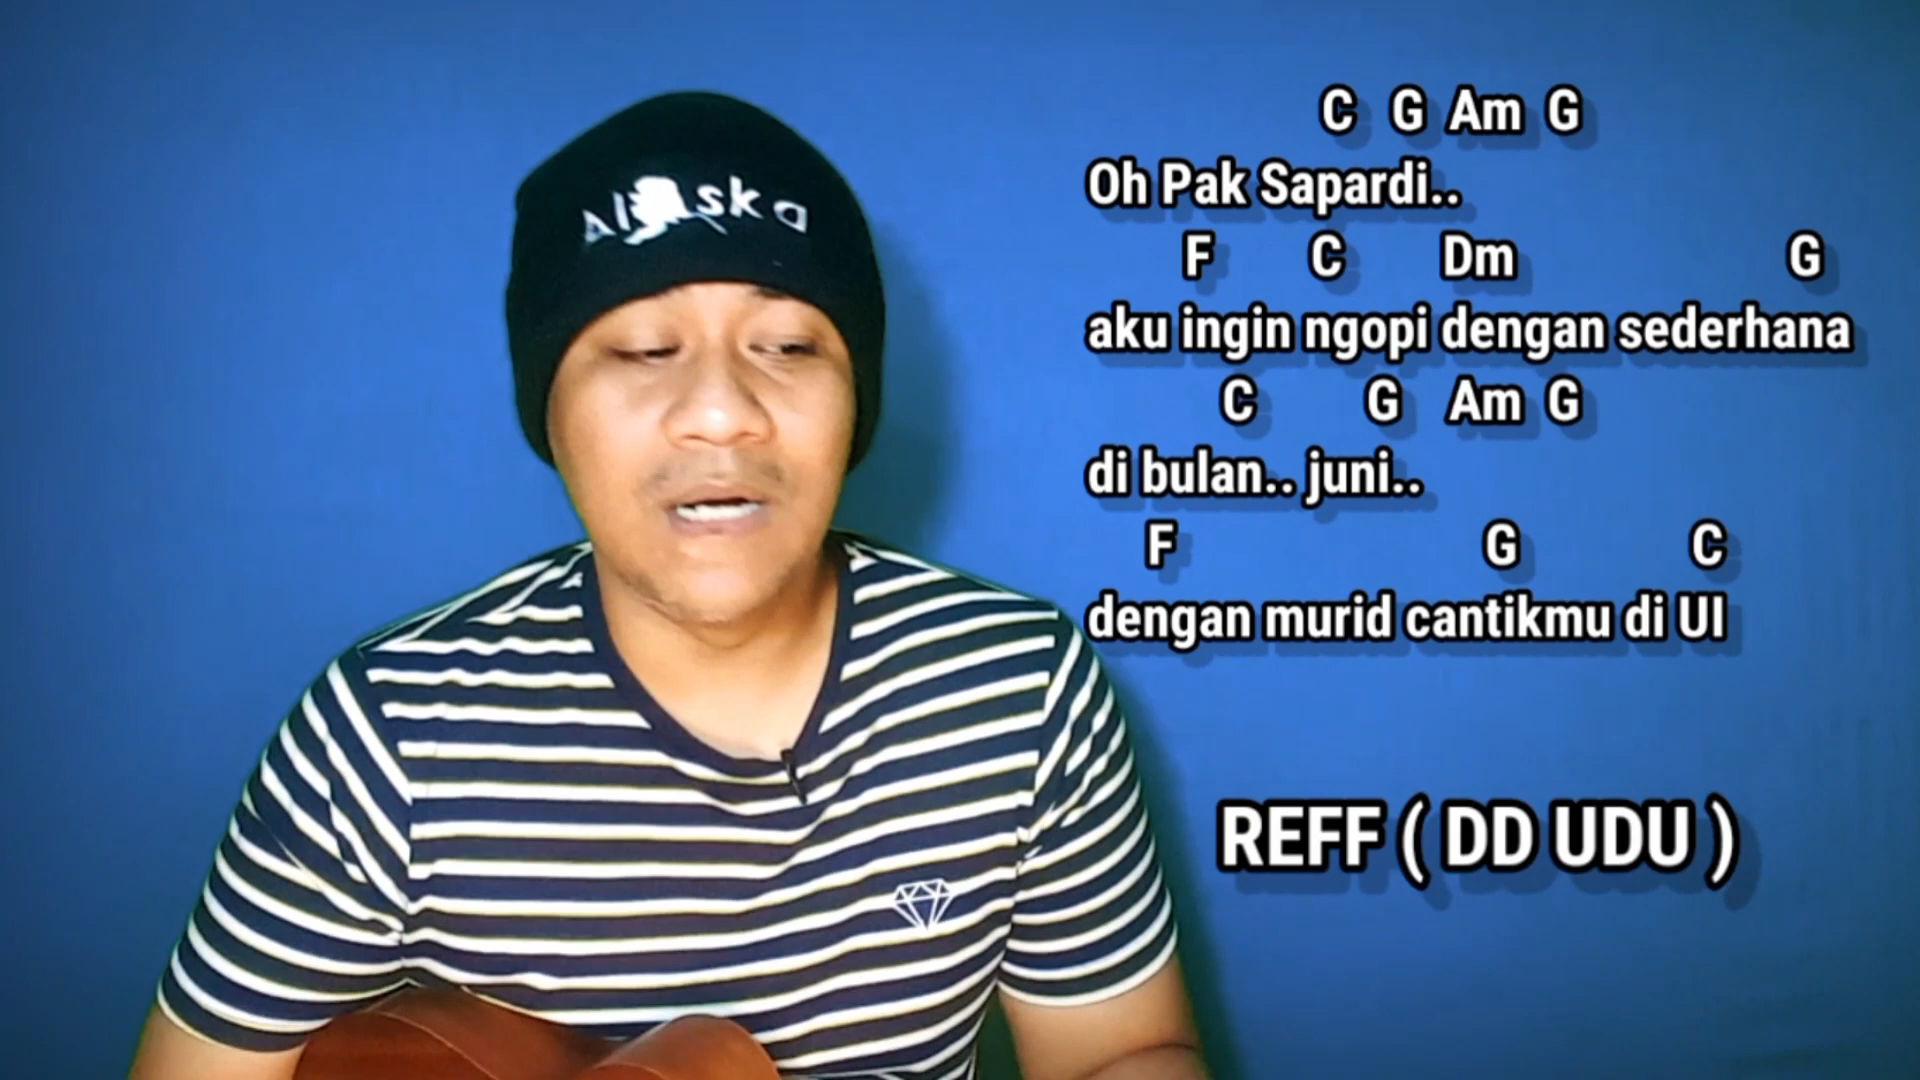 Alaska
C G Am G
Oh Pak Sapardi..
F C Dm G
aku ingin ngopi dengan sederhana
C G Am G
di bulan.. juni..
F G C
dengan murid cantikmu di UI
REFF ( DD UDU )